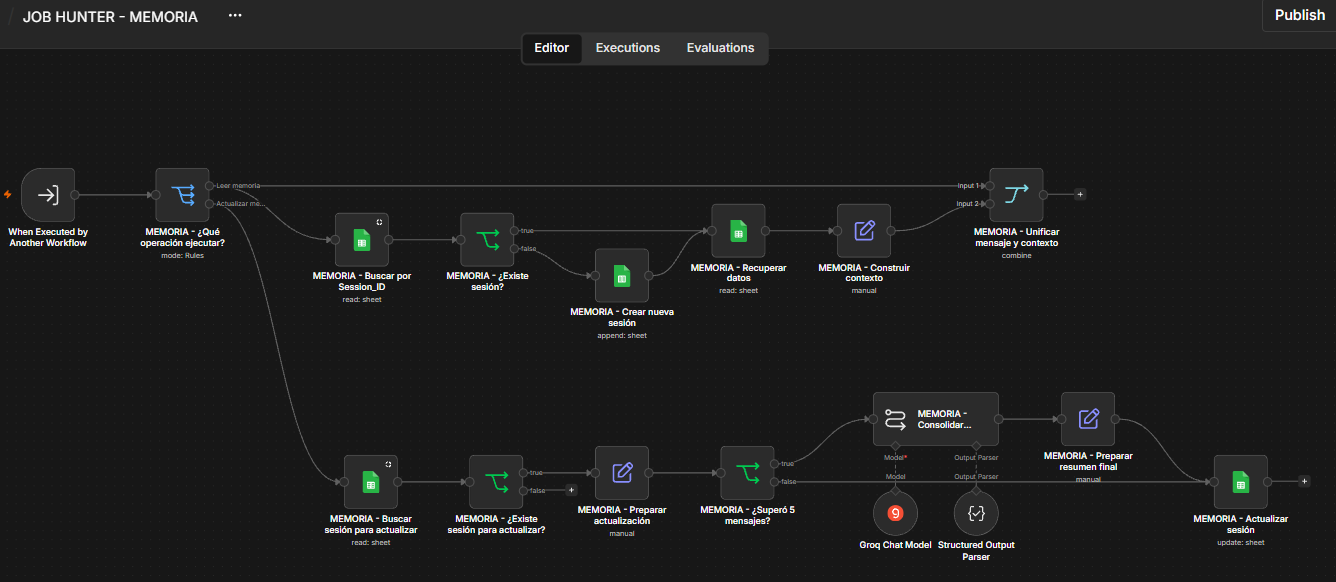 / JOB HUNTER - MEMORIA ...
Publish
Editor Executions Evaluations
Leer memoria
Actualizar me...
Input 1
Input 2
When Executed by
Another Workflow
MEMORIA - ¿Qué
operación ejecutar?
mode: Rules
MEMORIA - Buscar por
Session_ID
read: sheet
true
false
MEMORIA - ¿Existe
sesión?
MEMORIA - Crear nueva
sesión
append: sheet
MEMORIA - Recuperar
datos
read: sheet
MEMORIA - Construir
contexto
manual
MEMORIA - Unificar
mensaje y contexto
combine
MEMORIA - Buscar
sesión para actualizar
read: sheet
true
false
MEMORIA - ¿Existe
sesión para actualizar?
MEMORIA - Preparar
actualización
manual
true
false
MEMORIA - ¿Superó 5
mensajes?
MEMORIA -
Consolidar...
Model*
Output Parser
Model
Output Parser
Groq Chat Model
Structured Output
Parser
MEMORIA - Preparar
resumen final
manual
MEMORIA - Actualizar
sesión
update: sheet